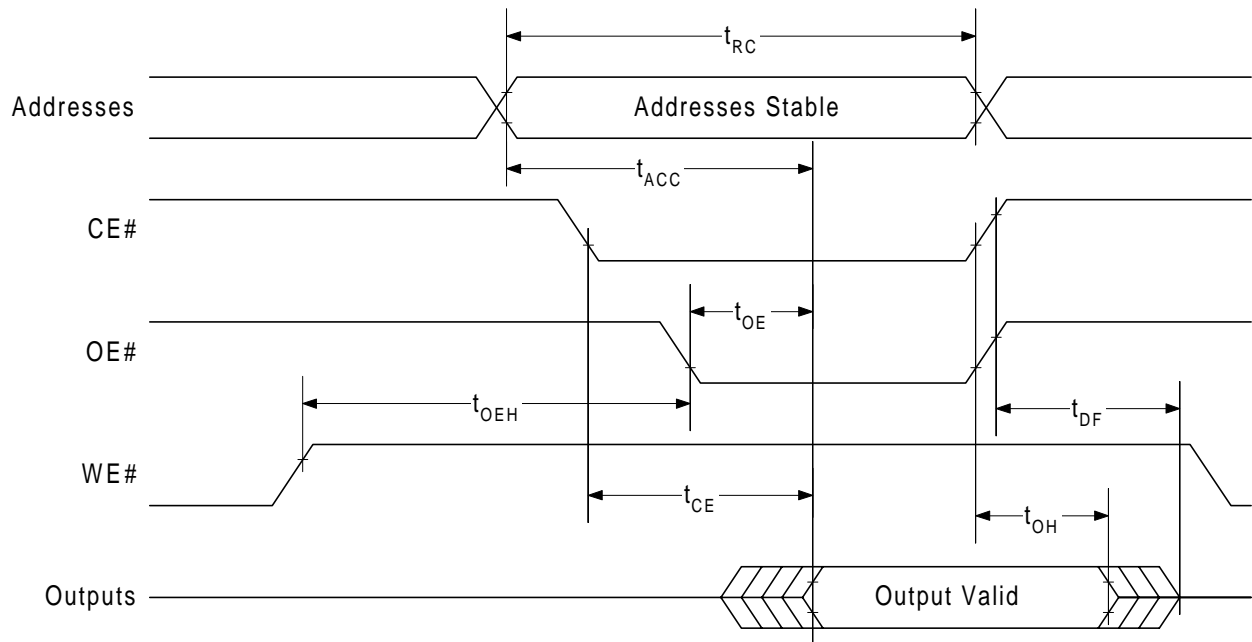 tRC
Addresses
Addresses Stable
tACC
CE#
tOE
OE#
tOEH
tDF
WE#
tCE
tOH
Outputs
Output Valid